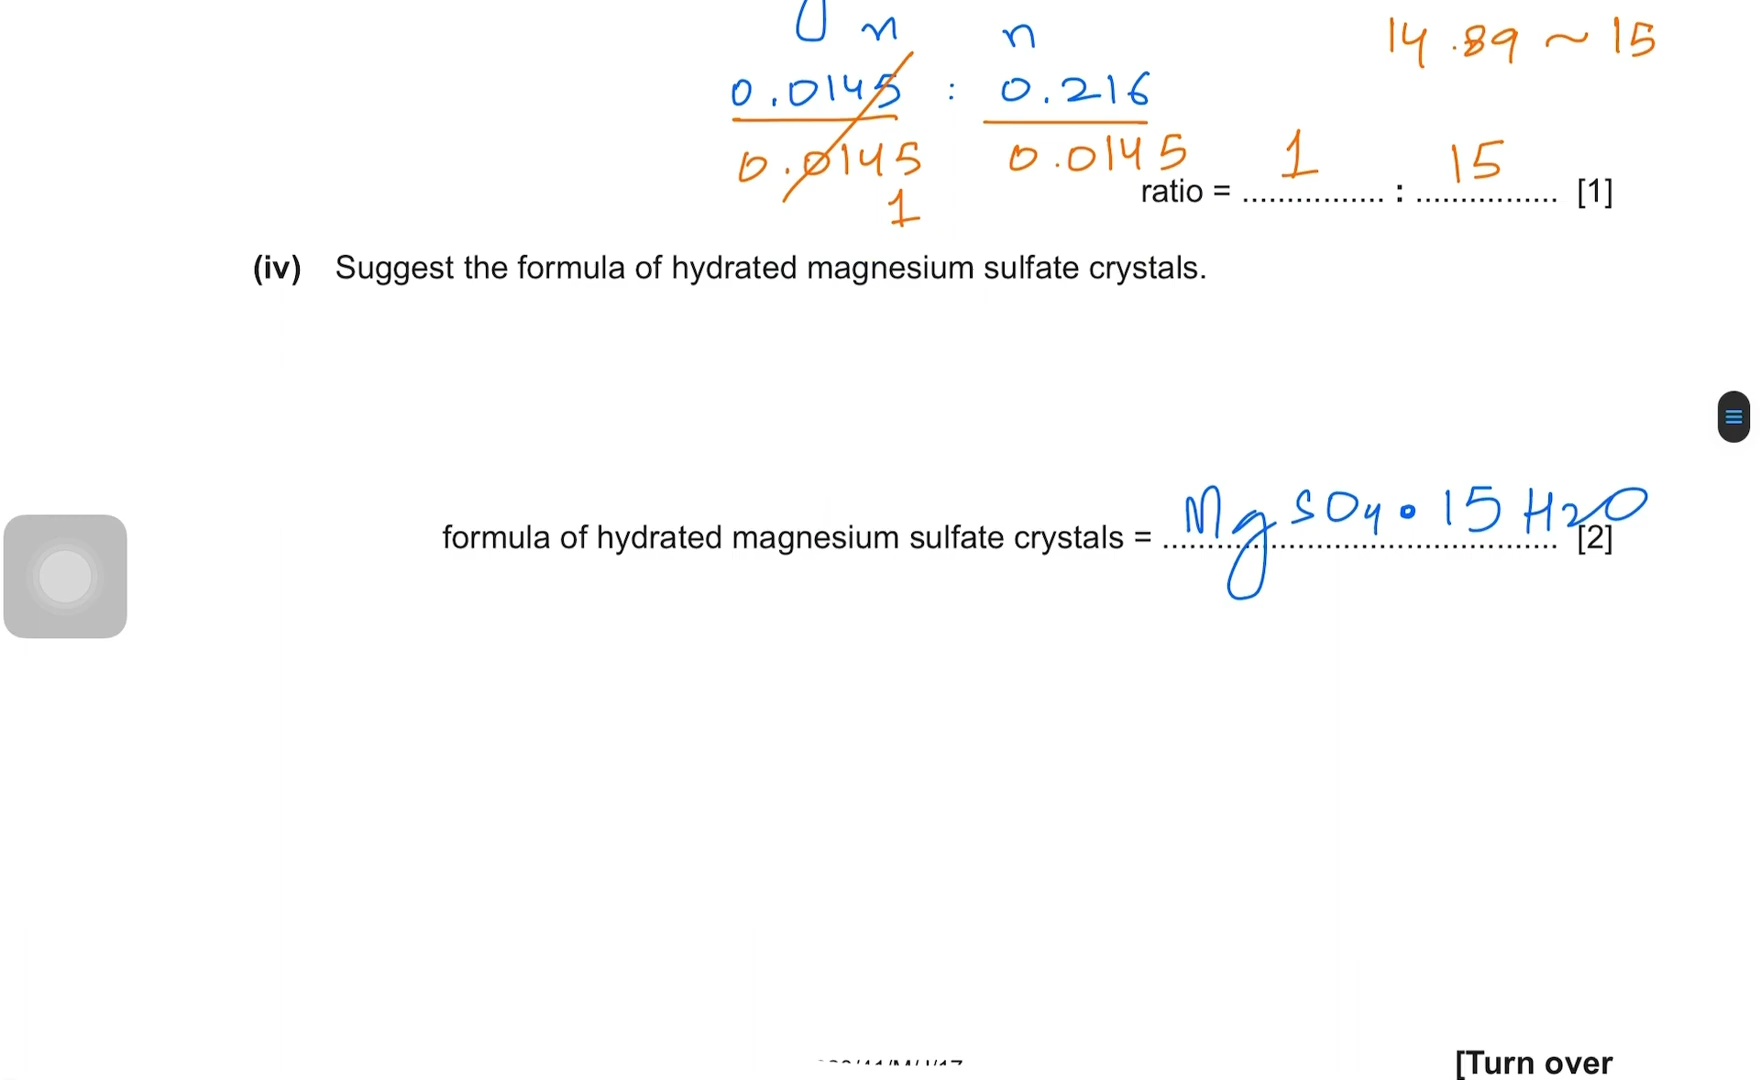 n n
14.89 ~ 15
0.0145 : 0.216
0.0145 0.0145 1 15
1 ratio = ................ : ................ [1]
(iv) Suggest the formula of hydrated magnesium sulfate crystals.
MgSO4 • 15 H2O
formula of hydrated magnesium sulfate crystals = ............................................. [2]
[Turn over